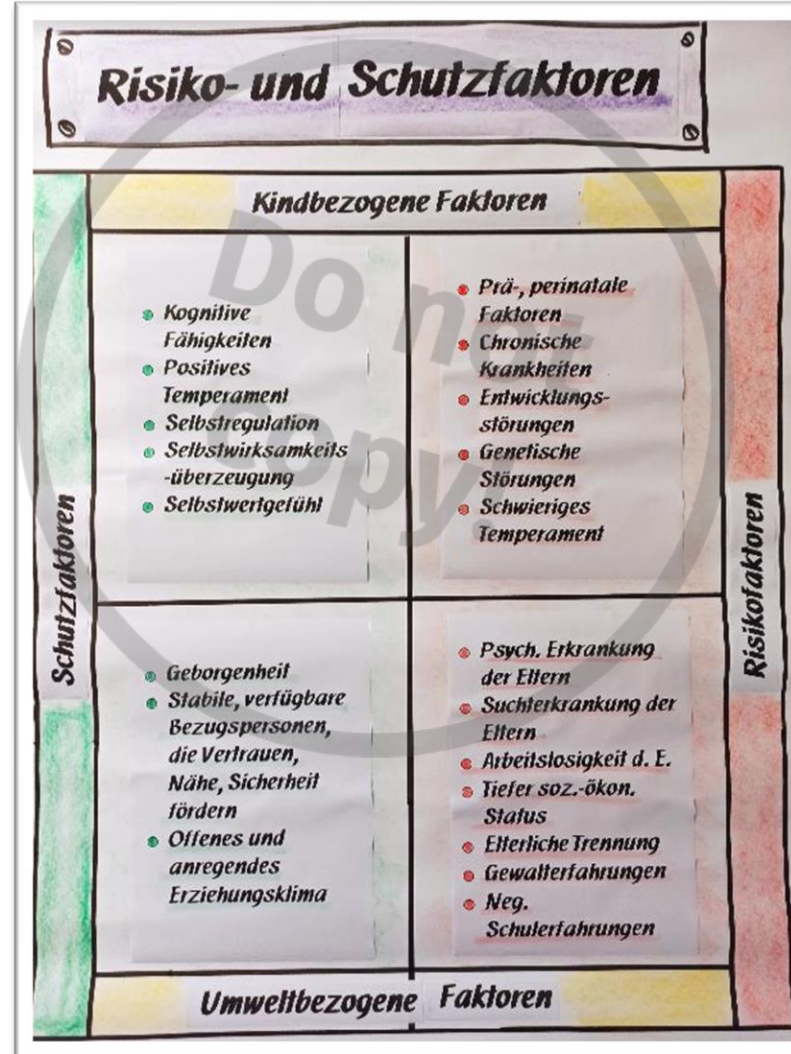 Risiko- und Schutzfaktoren
Kindbezogene Faktoren
Schutzfaktoren
Kognitive
Fähigkeiten
Positives
Temperament
Selbstregulation
Selbstwirksamkeits
-überzeugung
Selbstwertgefühl
Prä-, perinatale
Faktoren
Chronische
Krankheiten
Entwicklungs-
störungen
Genetische
Störungen
Schwieriges
Temperament
Risikofaktoren
Geborgenheit
Stabile, verfügbare
Bezugspersonen,
die Vertrauen,
Nähe, Sicherheit
fördern
Offenes und
anregendes
Erziehungsklima
Psych. Erkrankung
der Eltern
Suchterkrankung der
Eltern
Arbeitslosigkeit d. E.
Tiefer soz.-ökon.
Status
Elterliche Trennung
Gewalterfahrungen
Neg.
Schulerfahrungen
Umweltbezogene Faktoren
Do not
copy!